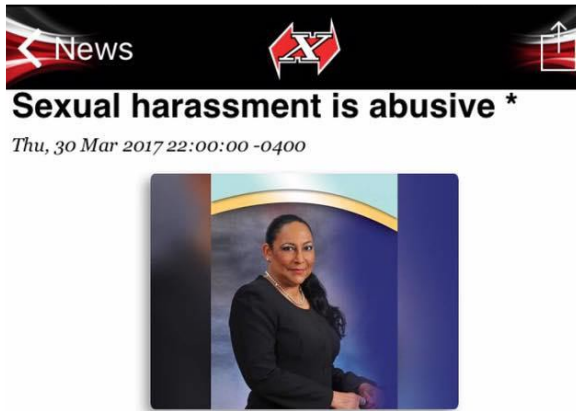 News
X
Sexual harassment is abusive *
Thu, 30 Mar 2017 22:00:00 -0400